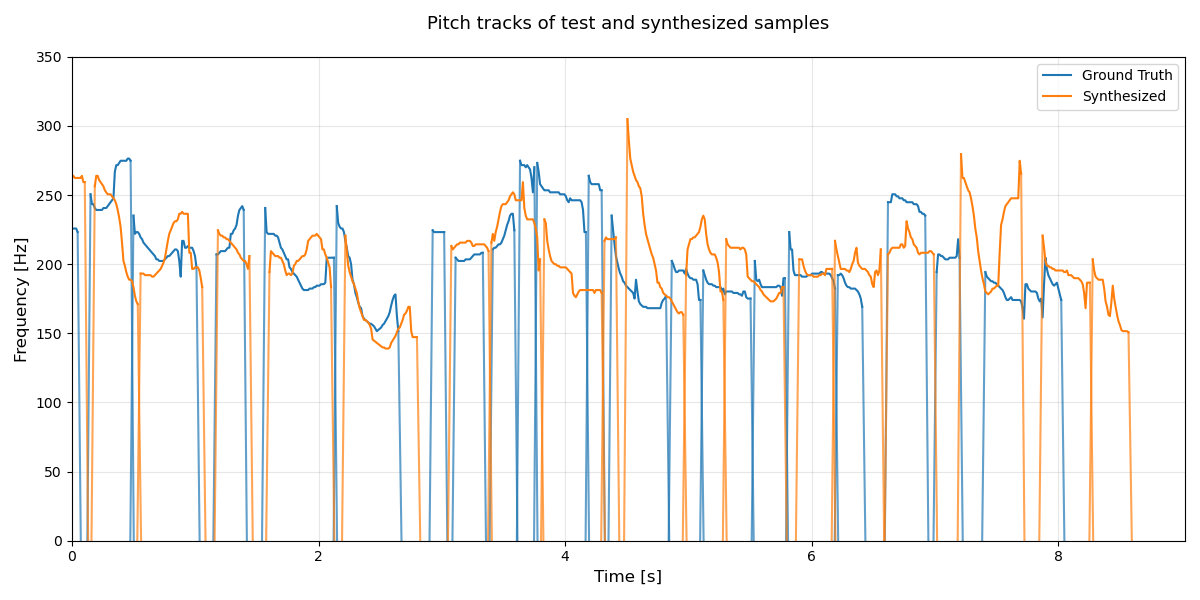 Pitch tracks of test and synthesized samples
350
300
250
200
150
100
50
0
Frequency [Hz]
Ground Truth
Synthesized
0
2
4
6
8
Time [s]